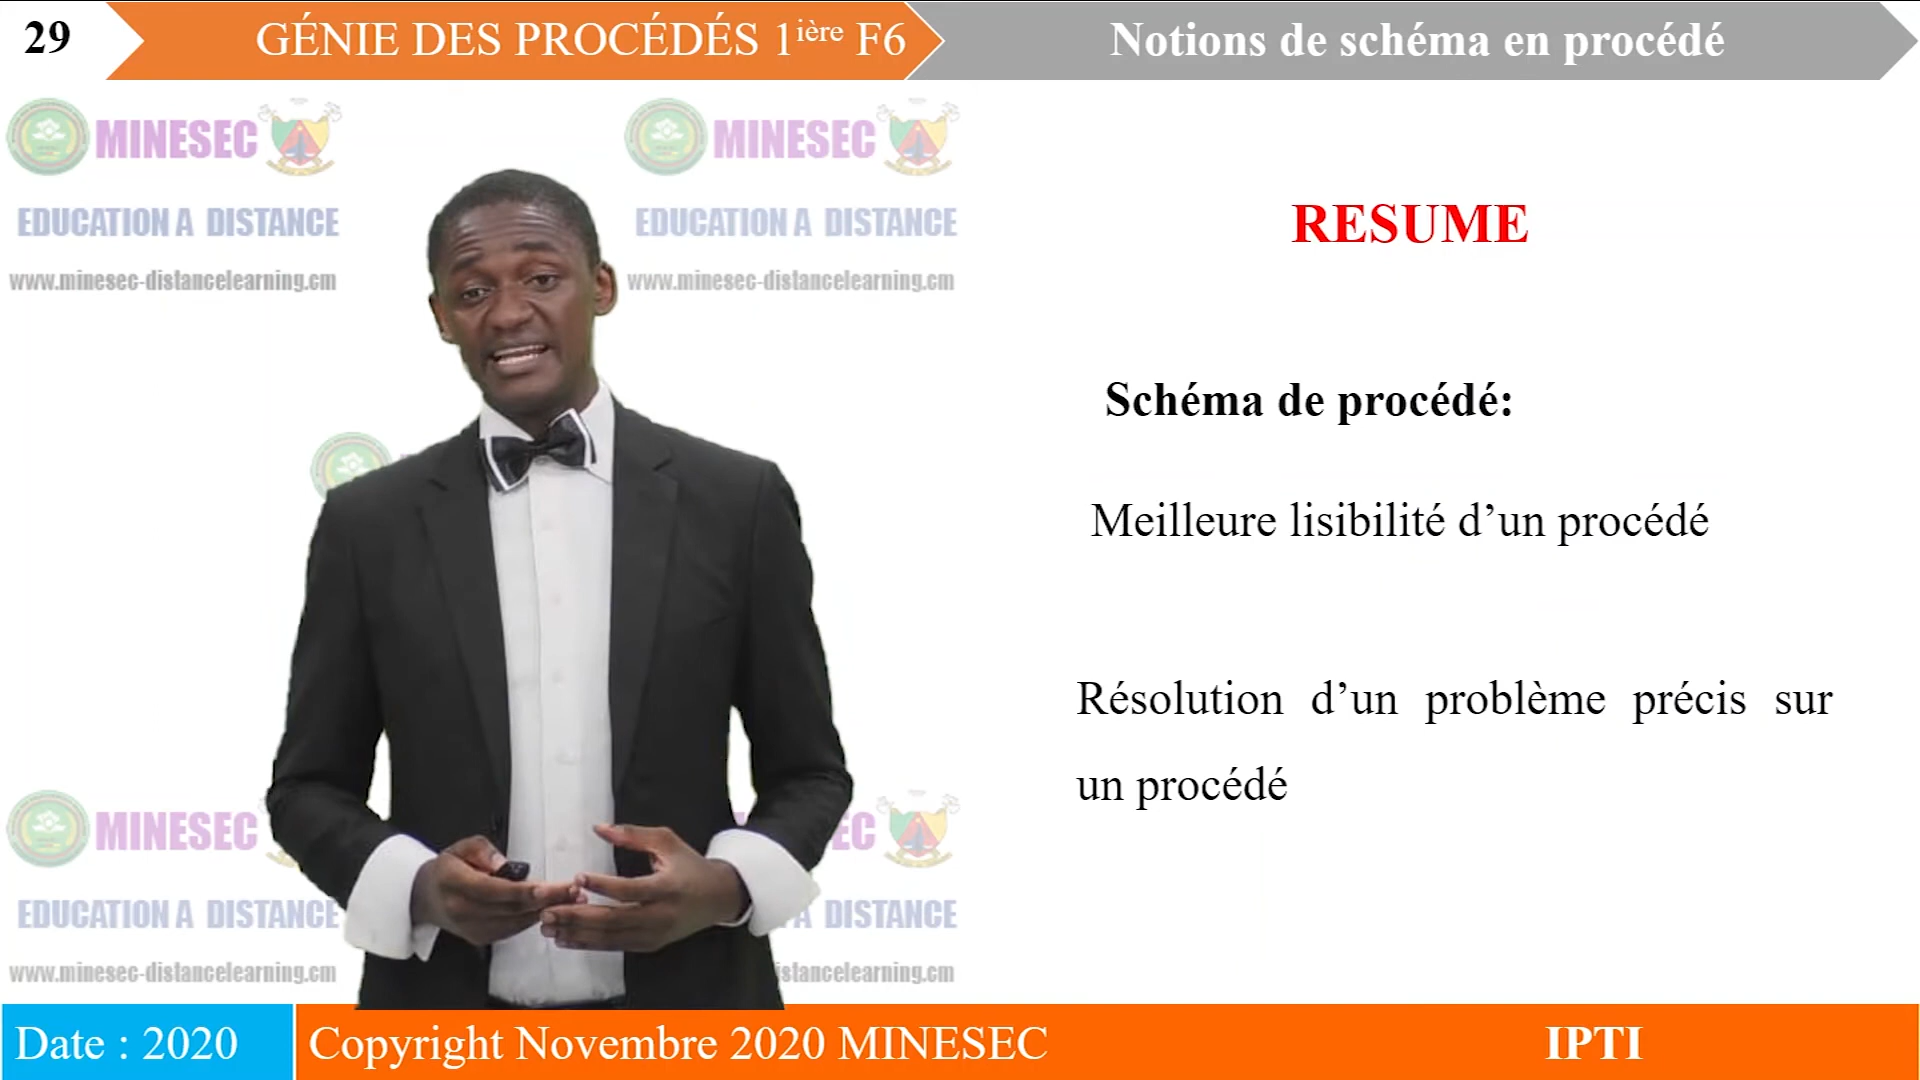 29
GÉNIE DES PROCÉDÉS 1ière F6
Notions de schéma en procédé
MINESEC
MINESEC
EDUCATION A DISTANCE
EDUCATION A DISTANCE
www.minesec-distancelearning.cm
www.minesec-distancelearning.cm
RESUME
Schéma de procédé:
Meilleure lisibilité d’un procédé
Résolution d’un problème précis sur
un procédé
MINESEC
EC
EDUCATION A DISTANCE
A DISTANCE
www.minesec-distancelearning.cm
istancelearning.cm
Date : 2020
Copyright Novembre 2020 MINESEC
IPTI